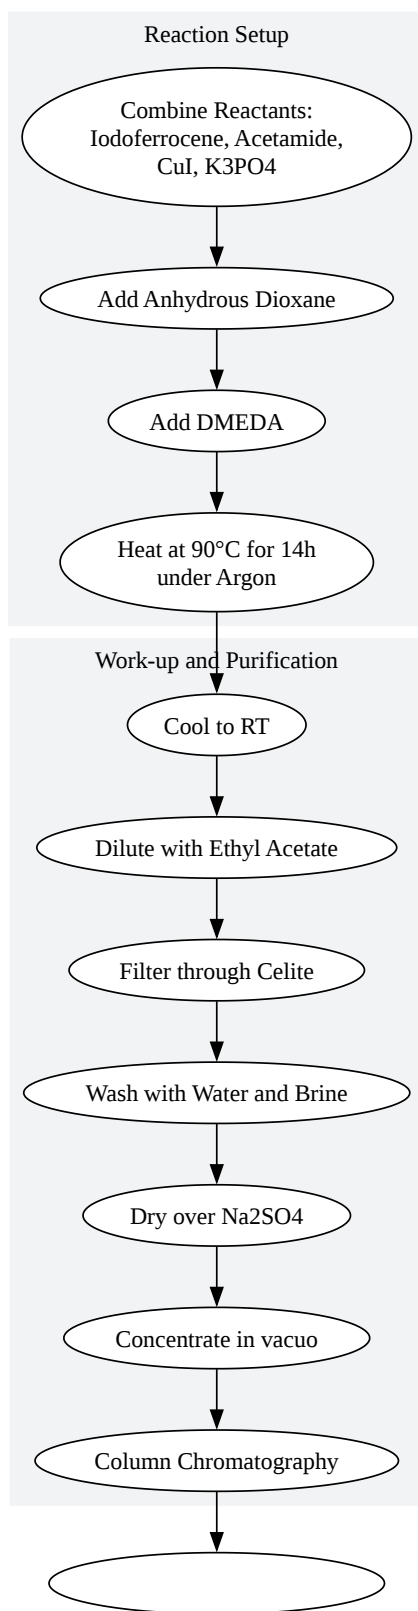 Reaction Setup
Combine Reactants:
Iodoferrocene, Acetamide,
CuI, K3PO4
Add Anhydrous Dioxane
Add DMEDA
Heat at 90°C for 14h
under Argon
Work-up and Purification
Cool to RT
Dilute with Ethyl Acetate
Filter through Celite
Wash with Water and Brine
Dry over Na2SO4
Concentrate in vacuo
Column Chromatography